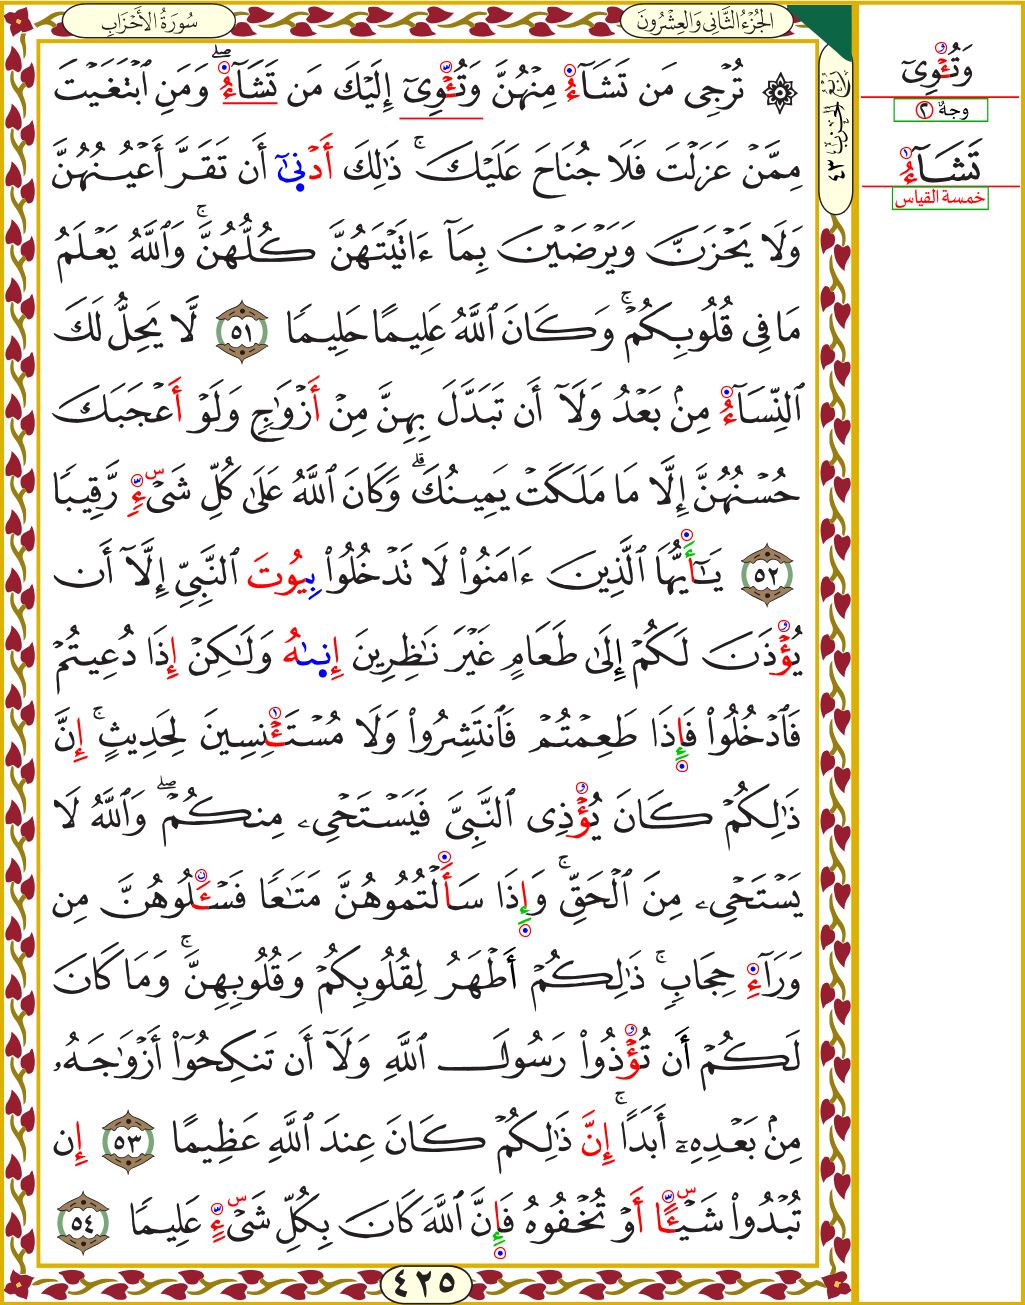 الجُزْءُ الثَّانِي وَالعِشْرُونَ
سُورَةُ الأَحْزَابِ
۞ تُرْجِي مَن تَشَآءُ مِنْهُنَّ وَتُـْٔوِيٓ إِلَيْكَ مَن تَشَآءُۖ وَمَنِ ٱبْتَغَيْتَ
مِمَّنْ عَزَلْتَ فَلَا جُنَاحَ عَلَيْكَۚ ذَٰلِكَ أَدْنَىٰٓ أَن تَقَرَّ أَعْيُنُهُنَّ
وَلَا يَحْزَنَّ وَيَرْضَيْنَ بِمَآ ءَاتَيْتَهُنَّ كُلُّهُنَّۚ وَٱللَّهُ يَعْلَمُ
مَا فِي قُلُوبِكُمْۚ وَكَانَ ٱللَّهُ عَلِيمًا حَلِيمًا ٥١ لَّا يَحِلُّ لَكَ
ٱلنِّسَآءُ مِنۢ بَعْدُ وَلَآ أَن تَبَدَّلَ بِهِنَّ مِنْ أَزْوَٰجٍ وَلَوْ أَعْجَبَكَ
حُسْنُهُنَّ إِلَّا مَا مَلَكَتْ يَمِينُكَۗ وَكَانَ ٱللَّهُ عَلَىٰ كُلِّ شَيْءٍ رَّقِيبًا
٥٢ يَـٰٓأَيُّهَا ٱلَّذِينَ ءَامَنُوا۟ لَا تَدْخُلُوا۟ بِيُوتَ ٱلنَّبِيِّ إِلَّآ أَن
يُؤْذَنَ لَكُمْ إِلَىٰ طَعَامٍ غَيْرَ نَـٰظِرِينَ إِنَىٰهُ وَلَـٰكِنْ إِذَا دُعِيتُمْ
فَٱدْخُلُوا۟ فَإِذَا طَعِمْتُمْ فَٱنتَشِرُوا۟ وَلَا مُسْتَـْٔنِسِينَ لِحَدِيثٍۚ إِنَّ
ذَٰلِكُمْ كَانَ يُؤْذِي ٱلنَّبِيَّ فَيَسْتَحْيِۦ مِنكُمْۖ وَٱللَّهُ لَا
يَسْتَحْيِۦ مِنَ ٱلْحَقِّۚ وَإِذَا سَأَلْتُمُوهُنَّ مَتَـٰعًا فَسْـَٔلُوهُنَّ مِن
وَرَآءِ حِجَابٍۚ ذَٰلِكُمْ أَطْهَرُ لِقُلُوبِكُمْ وَقُلُوبِهِنَّۚ وَمَا كَانَ
لَكُمْ أَن تُؤْذُوا۟ رَسُولَ ٱللَّهِ وَلَآ أَن تَنكِحُوٓا۟ أَزْوَٰجَهُۥ
مِنۢ بَعْدِهِۦٓ أَبَدًاۚ إِنَّ ذَٰلِكُمْ كَانَ عِندَ ٱللَّهِ عَظِيمًا ٥٣ إِن
تُبْدُوا۟ شَيْـًٔا أَوْ تُخْفُوهُ فَإِنَّ ٱللَّهَ كَانَ بِكُلِّ شَيْءٍ عَلِيمًا ٥٤
٤٢٥
وَتُـْٔوِيٓ
وجهٌ ٢
تَشَآءُ
خمسة القياس